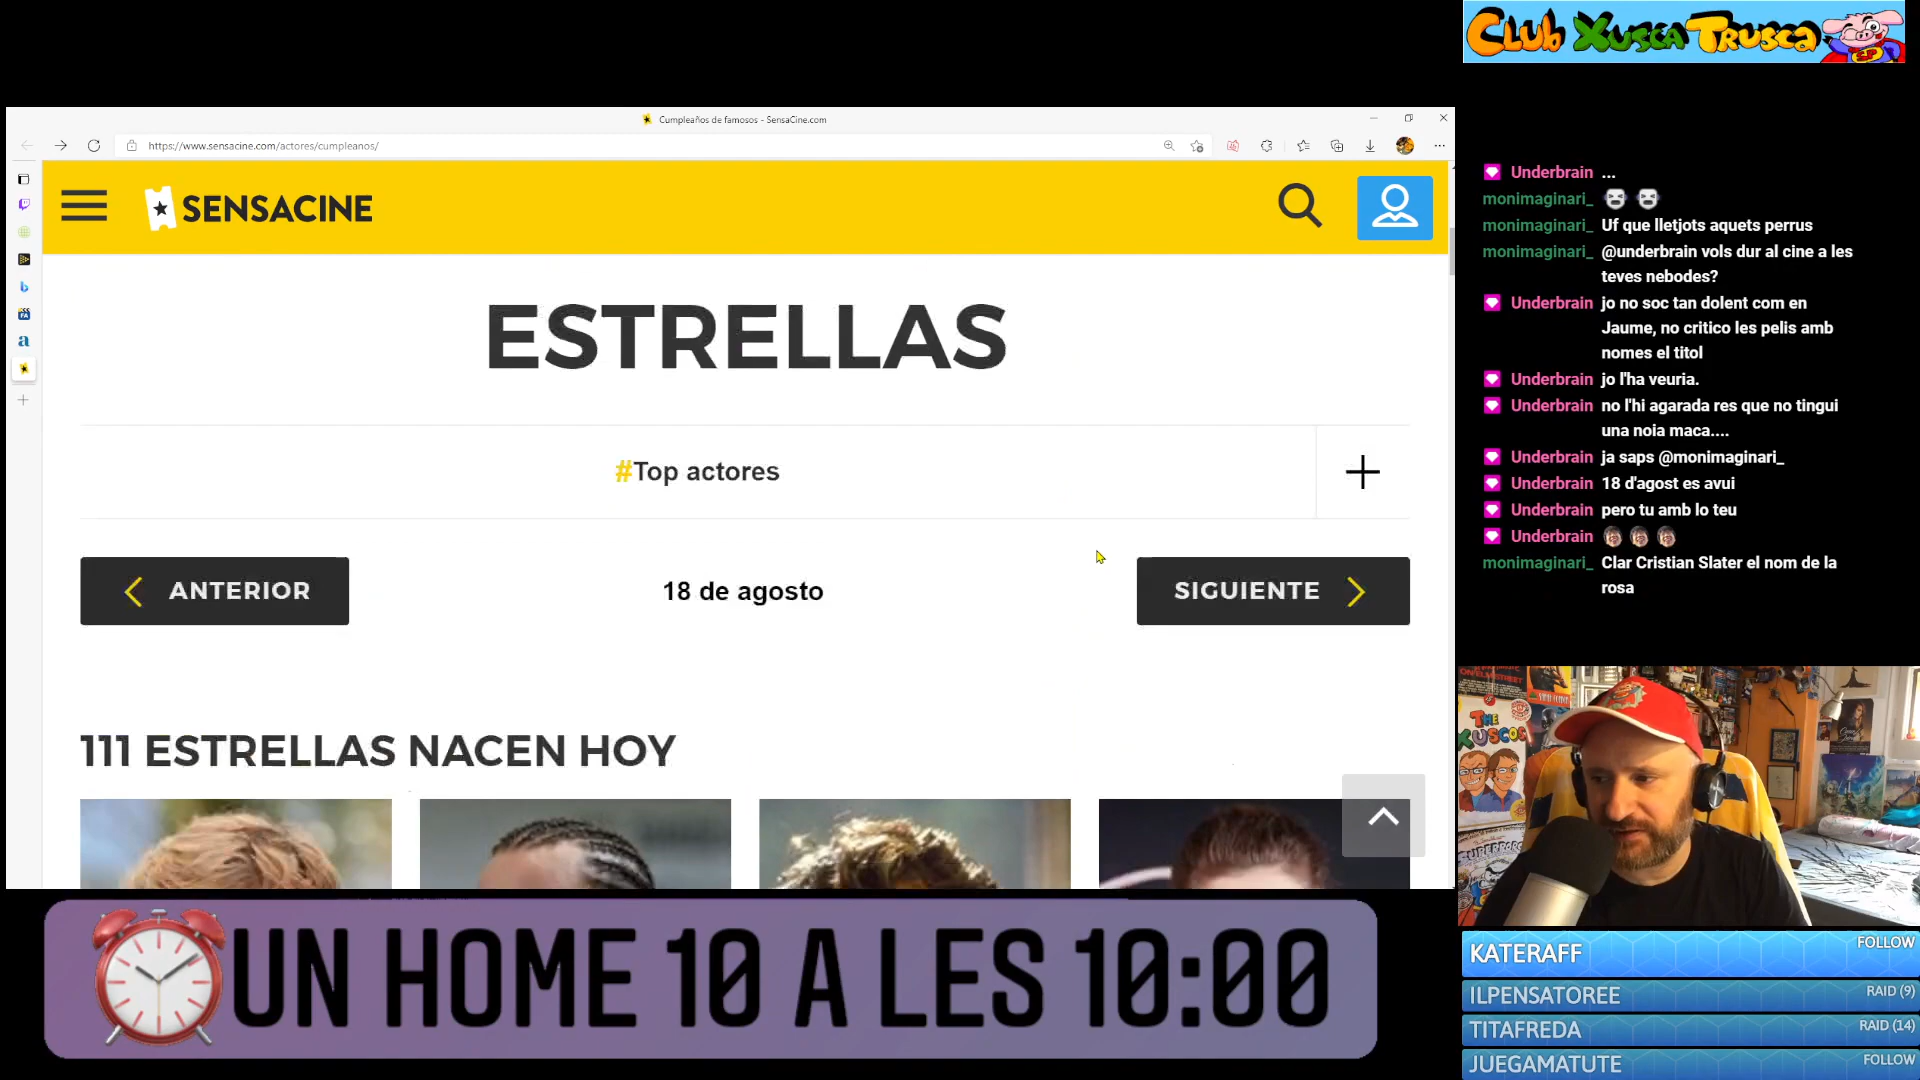 Club Xusca Trusca
SP
Cumpleaños de famosos - SensaCine.com
https://www.sensacine.com/actores/cumpleanos/
SENSACINE
ESTRELLAS
#Top actores
ANTERIOR
18 de agosto
SIGUIENTE
111 ESTRELLAS NACEN HOY
Underbrain ...
monimaginari_
monimaginari_ Uf que lletjots aquets perrus
monimaginari_ @underbrain vols dur al cine a les
teves nebodes?
Underbrain jo no soc tan dolent com en
Jaume, no critico les pelis amb
nomes el titol
Underbrain jo l'ha veuria.
Underbrain no l'hi agarada res que no tingui
una noia maca....
Underbrain ja saps @monimaginari_
Underbrain 18 d'agost es avui
Underbrain pero tu amb lo teu
Underbrain
monimaginari_ Clar Cristian Slater el nom de la
rosa
THE
XUSCOS
UN HOME 10 A LES 10:00
KATERAFF FOLLOW
ILPENSATOREE RAID (9)
TITAFREDA RAID (14)
JUEGAMATUTE FOLLOW